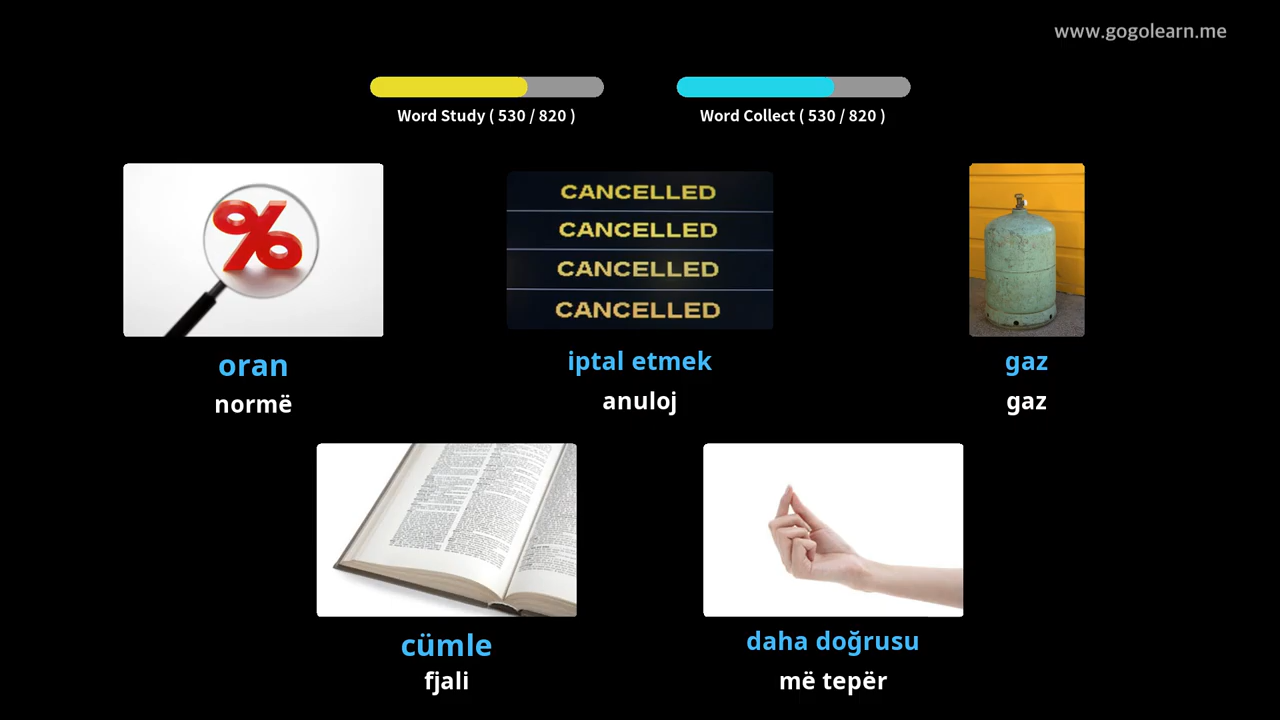 www.gogolearn.me
Word Study ( 530 / 820 )
Word Collect ( 530 / 820 )
%
CANCELLED
CANCELLED
CANCELLED
CANCELLED
oran
normë
iptal etmek
anuloj
gaz
gaz
cümle
fjali
daha doğrusu
më tepër